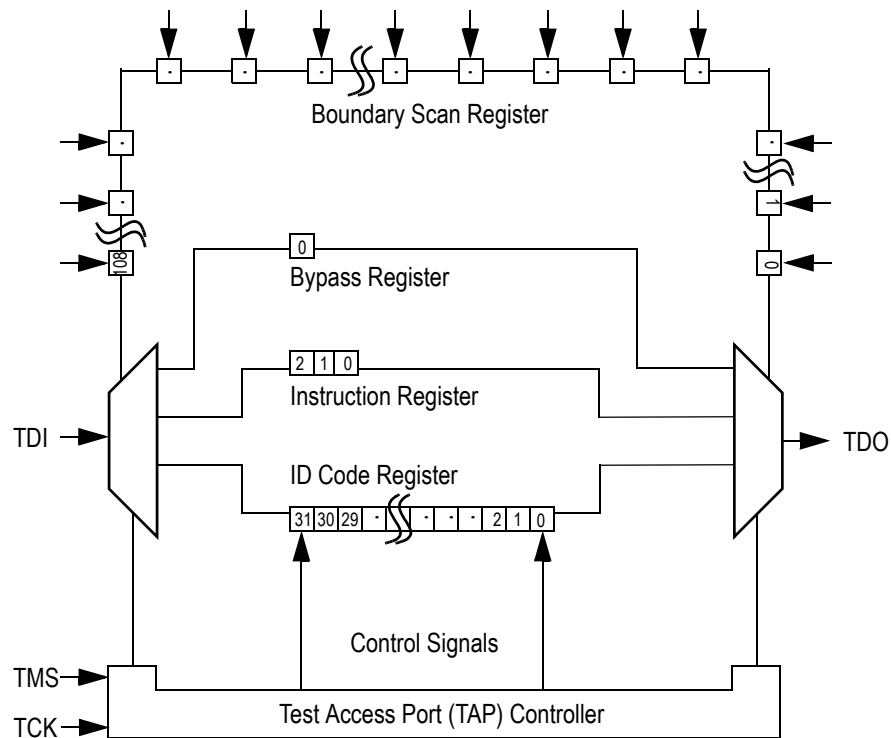 · · · · · · · ·
Boundary Scan Register
· ·
· 1
108 0
0
Bypass Register
2 1 0
Instruction Register
TDI TDO
ID Code Register
31 30 29 · · · · · 2 1 0
Control Signals
TMS
Test Access Port (TAP) Controller
TCK